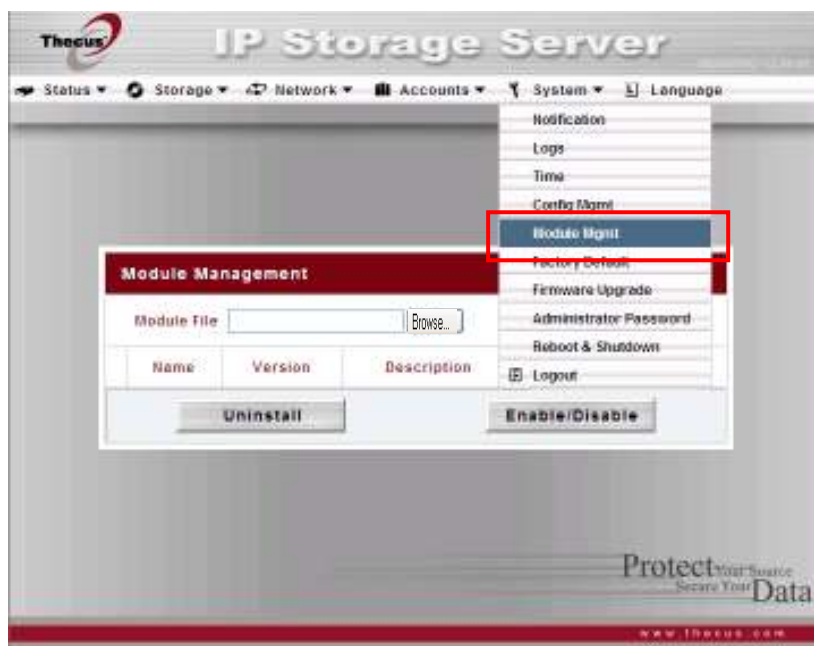 Thecus
IP Storage Server
Status Storage Network Accounts System Language
Notification
Logs
Time
Config Mgmt
Module Mgmt
Factory Default
Firmware Upgrade
Administrator Password
Reboot & Shutdown
Logout
Module Management
Module File Browse...
Name Version Description
Uninstall Enable/Disable
Protect Your Source
Secure Your Data
www.thecus.com